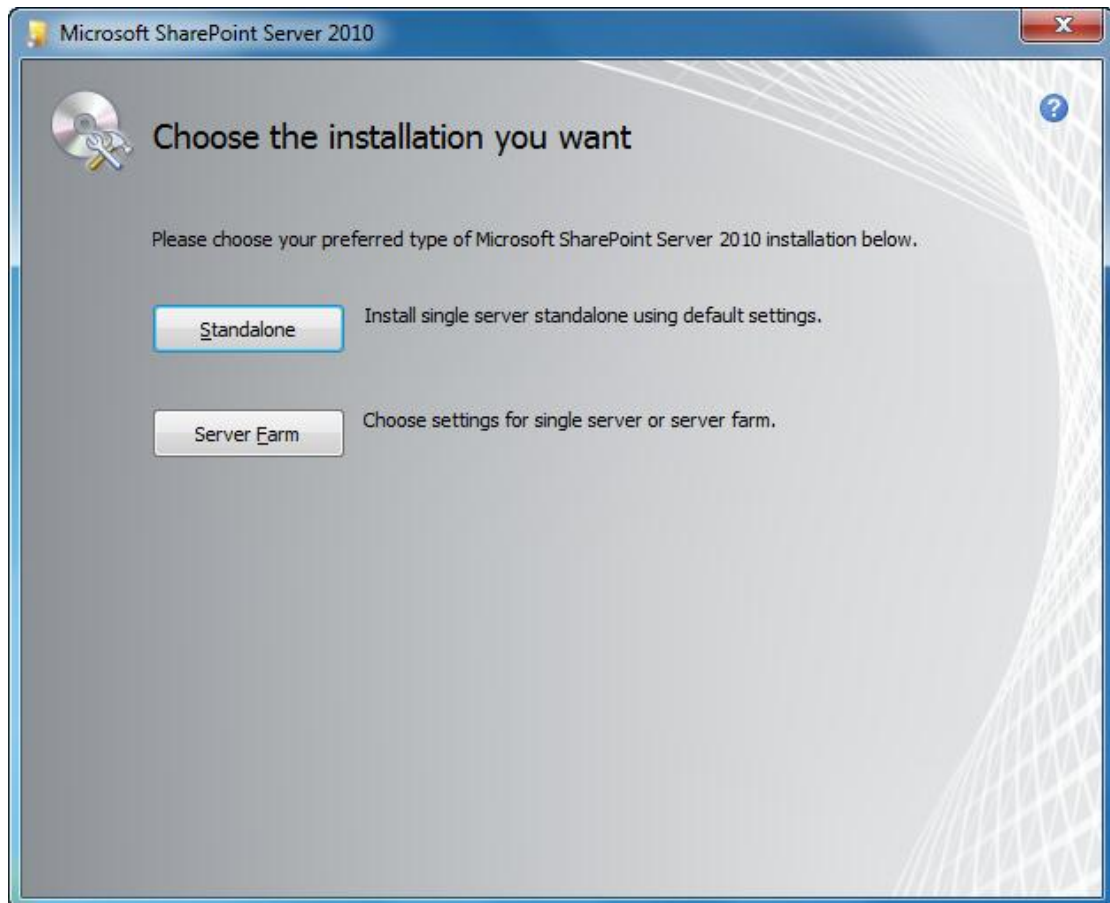 Microsoft SharePoint Server 2010
Choose the installation you want
Please choose your preferred type of Microsoft SharePoint Server 2010 installation below.
Standalone
Install single server standalone using default settings.
Server Farm
Choose settings for single server or server farm.